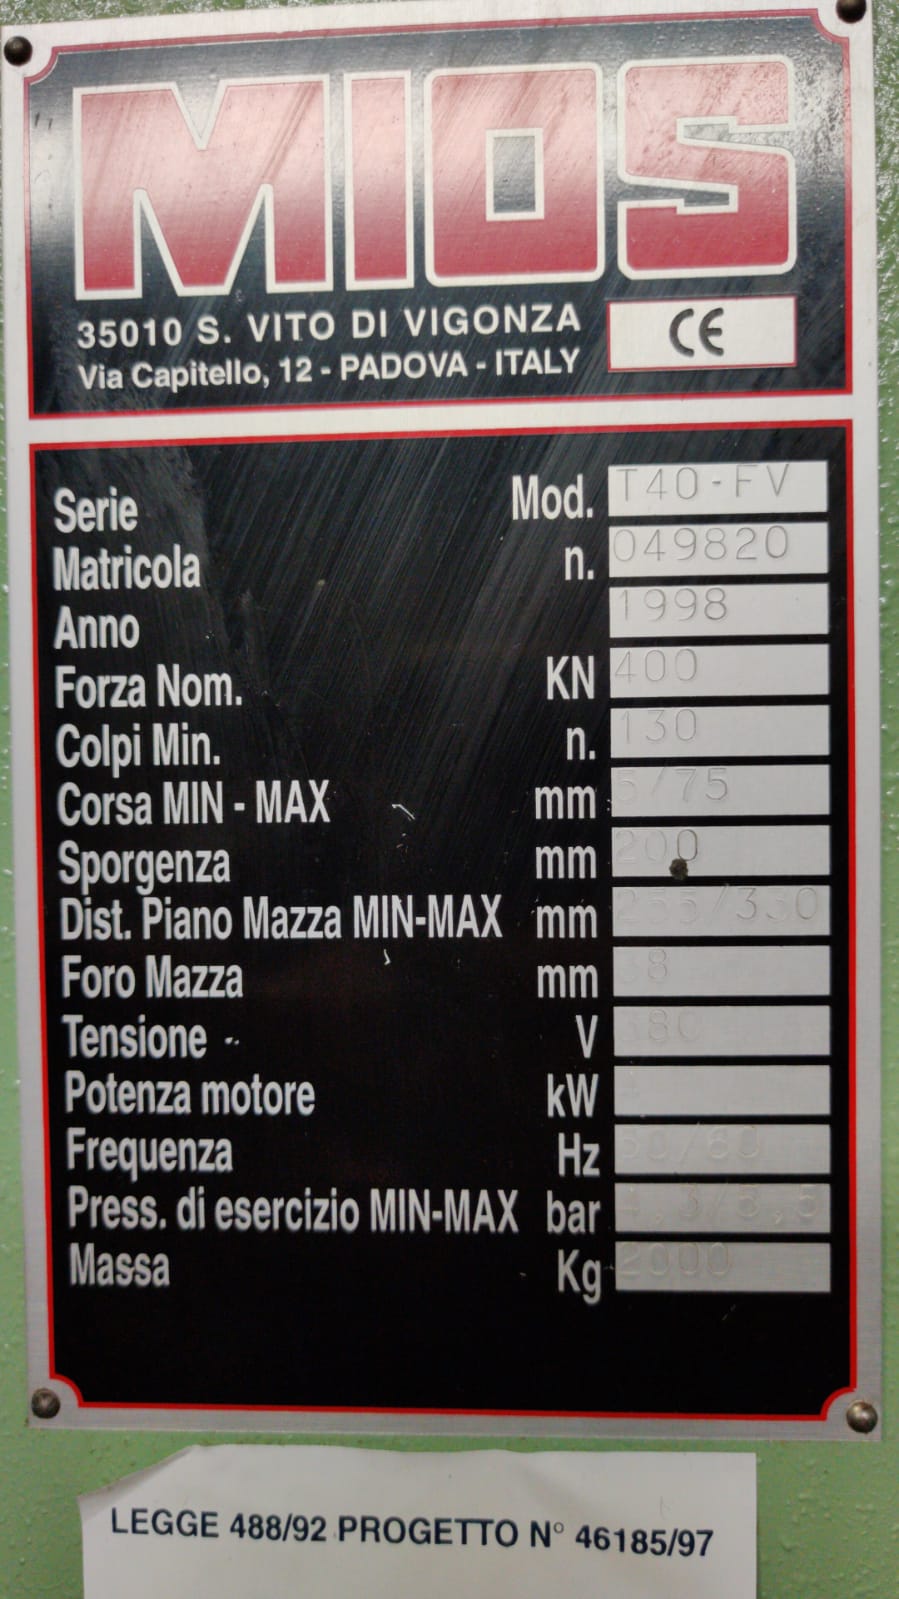 MIOS
35010 S. VITO DI VIGONZA
Via Capitello, 12 - PADOVA - ITALY
CE
Serie Mod. T40-FV
Matricola n. 049820
Anno 1998
Forza Nom. KN 400
Colpi Min. n. 130
Corsa MIN - MAX mm 5/75
Sporgenza mm 200
Dist. Piano Mazza MIN-MAX mm 255/330
Foro Mazza mm 38
Tensione V 380
Potenza motore kW
Frequenza Hz 50/60
Press. di esercizio MIN-MAX bar
Massa Kg 2000
LEGGE 488/92 PROGETTO N° 46185/97